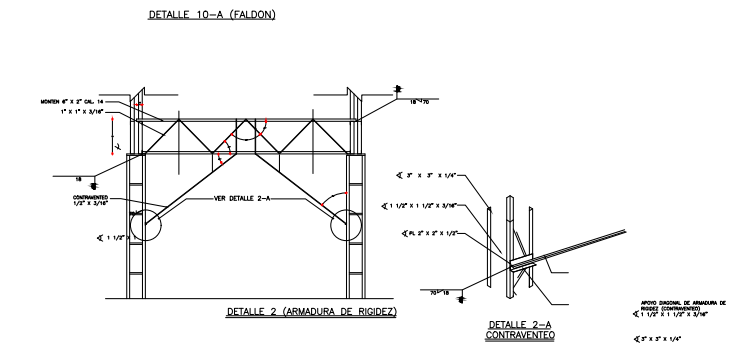 DETALLE 10-A (FALDON)
MONTEN 6" X 2" CAL. 14
1" X 1" X 3/16"
18 70
18
CONTRAVENTEO
1/2" X 3/16"
VER DETALLE 2-A
∢ 1 1/2" X
DETALLE 2 (ARMADURA DE RIGIDEZ)
∢ 3" X 3" X 1/4"
∢ 1 1/2" X 1 1/2" X 3/16"
∢ PL 2" X 2" X 1/2"
70 18
DETALLE 2-A
CONTRAVENTEO
APOYO DIAGONAL DE ARMADURA DE
RIGIDEZ (CONTRAVENTEO)
∢ 1 1/2" X 1 1/2" X 3/16"
∢ 3" X 3" X 1/4"